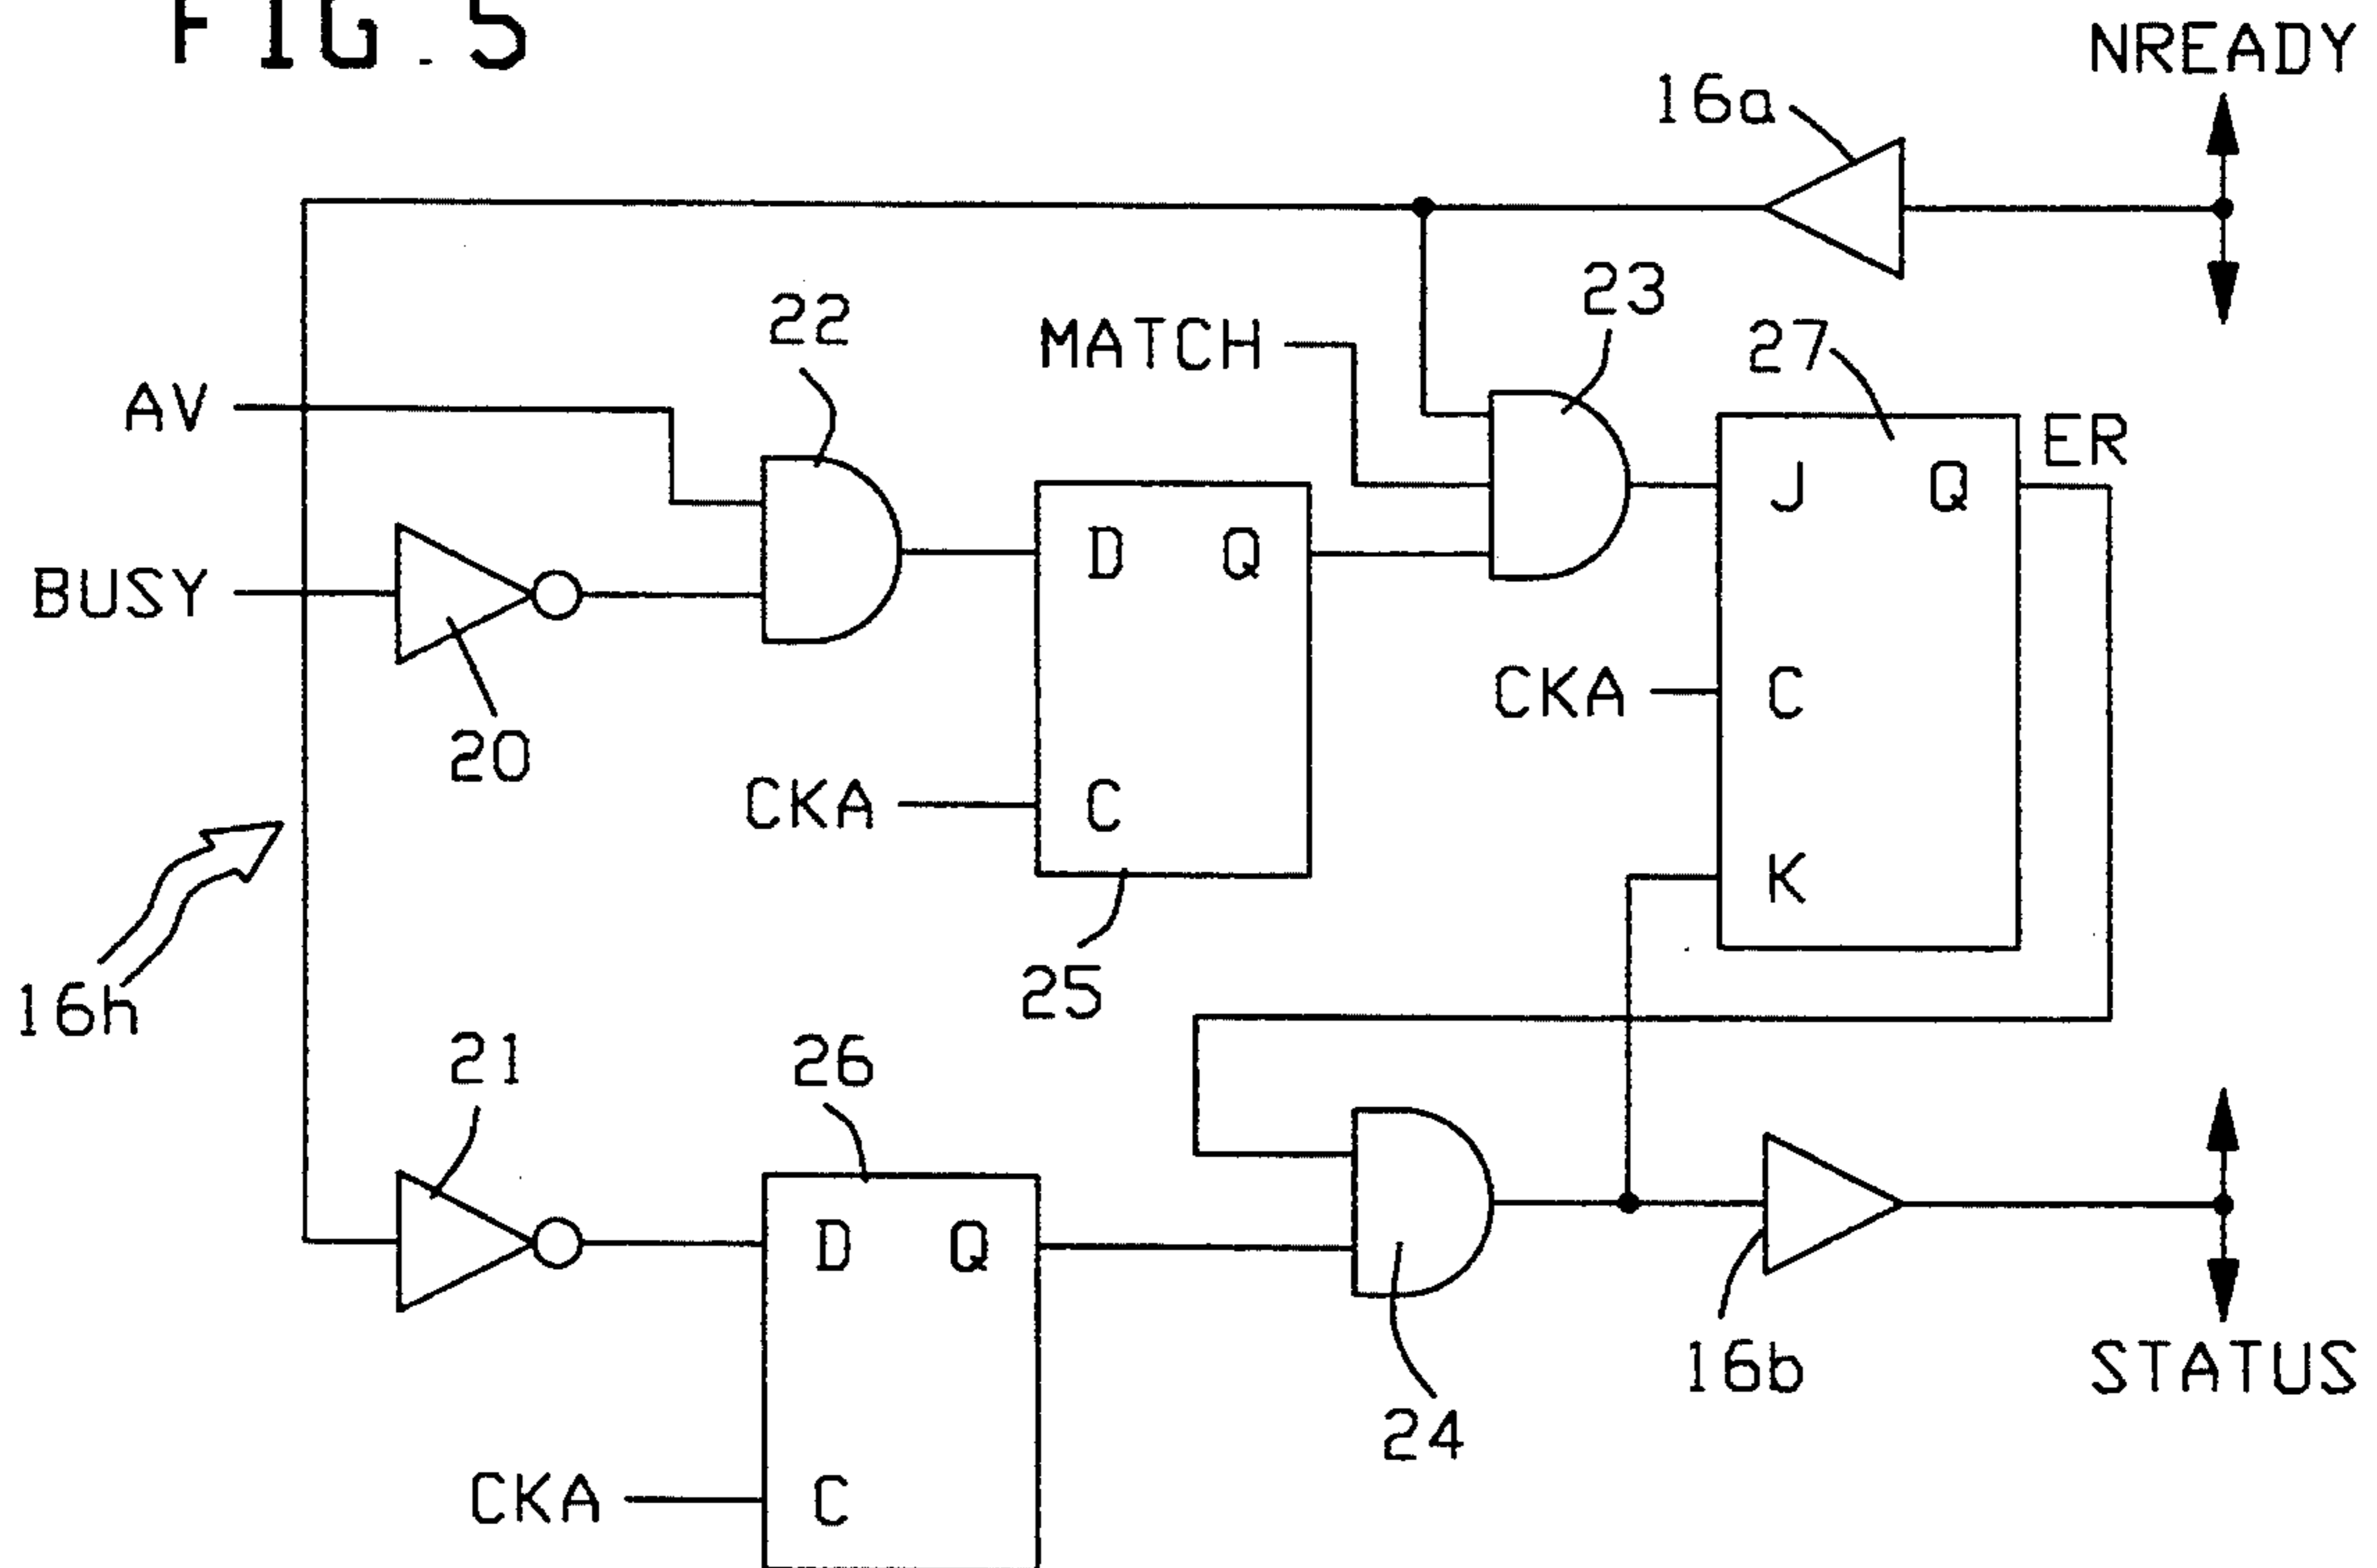 FIG.5
NREADY
16a
23
22
MATCH
27
AV
ER
J Q
D Q
BUSY
CKA C
20
CKA C
K
25
16h
21
26
D Q
16b
STATUS
24
CKA C